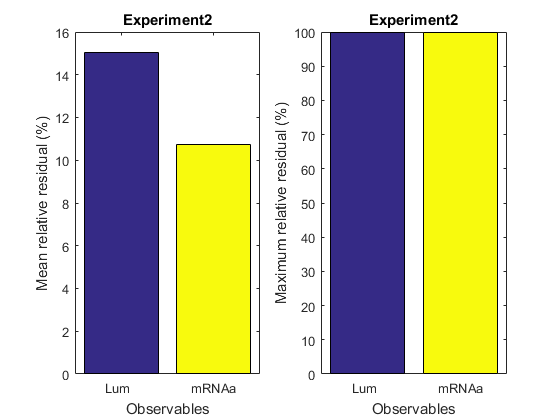 Experiment2
Mean relative residual (%)
16
14
12
10
8
6
4
2
0
Lum mRNAa
Observables
Experiment2
Maximum relative residual (%)
100
90
80
70
60
50
40
30
20
10
0
Lum mRNAa
Observables